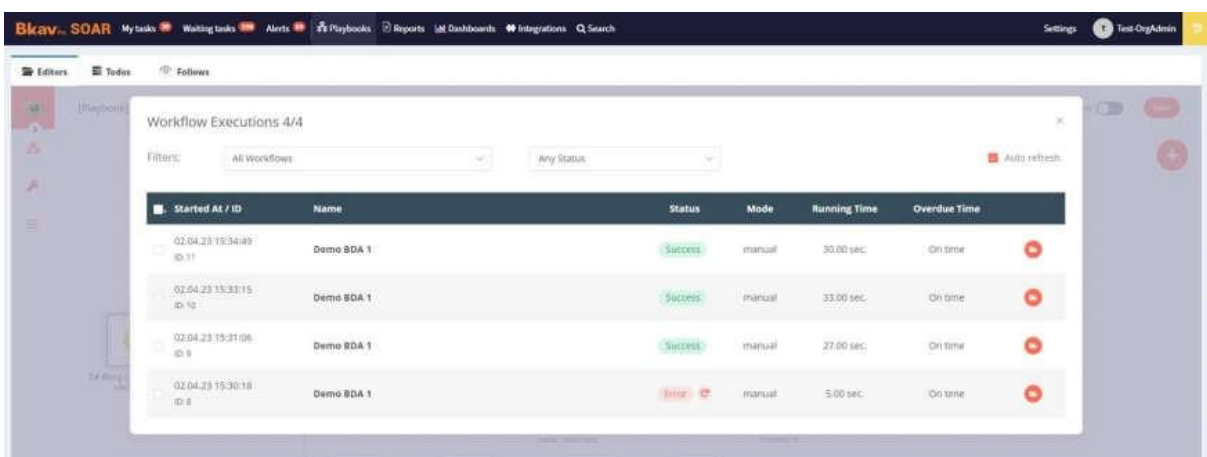 Bkav SOAR My tasks Waiting tasks Alerts Playbooks Reports Dashboards Integrations Search Settings T Test-OrgAdmin
Editors Todos Follows
[Playbook]
Workflow Executions 4/4 ×
Filters: All Workflows Any Status Auto refresh
Started At / ID Name Status Mode Running Time Overdue Time
02.04.23 15:34:49
ID: 11
Demo BDA 1 Success manual 30.00 sec. On time
02.04.23 15:33:15
ID: 10
Demo BDA 1 Success manual 33.00 sec. On time
02.04.23 15:31:06
ID: 9
Demo BDA 1 Success manual 27.00 sec. On time
02.04.23 15:30:18
ID: 8
Demo BDA 1 Error manual 5.00 sec. On time